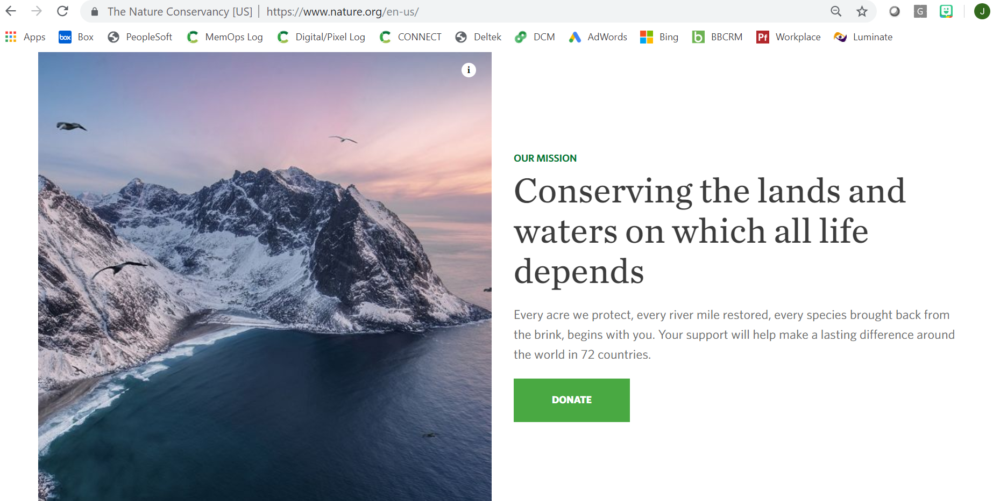 The Nature Conservancy [US] | https://www.nature.org/en-us/
G
J
Apps box Box PeopleSoft MemOps Log Digital/Pixel Log CONNECT Deltek DCM AdWords Bing b BBCRM Pf Workplace Luminate
i
OUR MISSION
Conserving the lands and
waters on which all life
depends
Every acre we protect, every river mile restored, every species brought back from
the brink, begins with you. Your support will help make a lasting difference around
the world in 72 countries.
DONATE